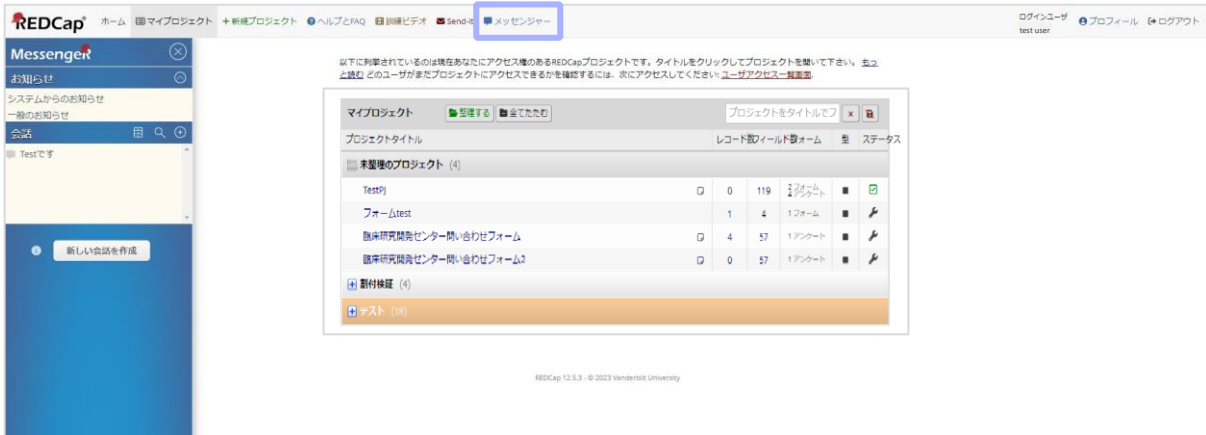 REDCap ホーム マイプロジェクト +新規プロジェクト ヘルプとFAQ 訓練ビデオ Send-It メッセンジャー ログインユーザ プロフィール ログアウト
test user
Messenger
お知らせ
システムからのお知らせ
一般のお知らせ
会話
Testです
新しい会話を作成
以下に列挙されているのは現在あなたにアクセス権のあるREDCapプロジェクトです。タイトルをクリックしてプロジェクトを開いて下さい。 もっ
と読む どのユーザがまだプロジェクトにアクセスできるかを確認するには、次にアクセスしてください: ユーザアクセス一覧画面.
マイプロジェクト 整理する 全てたたむ プロジェクトをタイトルでフ x
プロジェクトタイトル レコード数 フィールド数 フォーム 型 ステータス
未整理のプロジェクト (4)
TestPJ 0 119 2フォーム
アンケート
フォームtest 1 4 1フォーム
臨床研究開発センター問い合わせフォーム 4 57 1アンケート
臨床研究開発センター問い合わせフォーム2 0 57 1アンケート
割付検証 (4)
テスト (18)
REDCap 12.5.3 - © 2023 Vanderbilt University